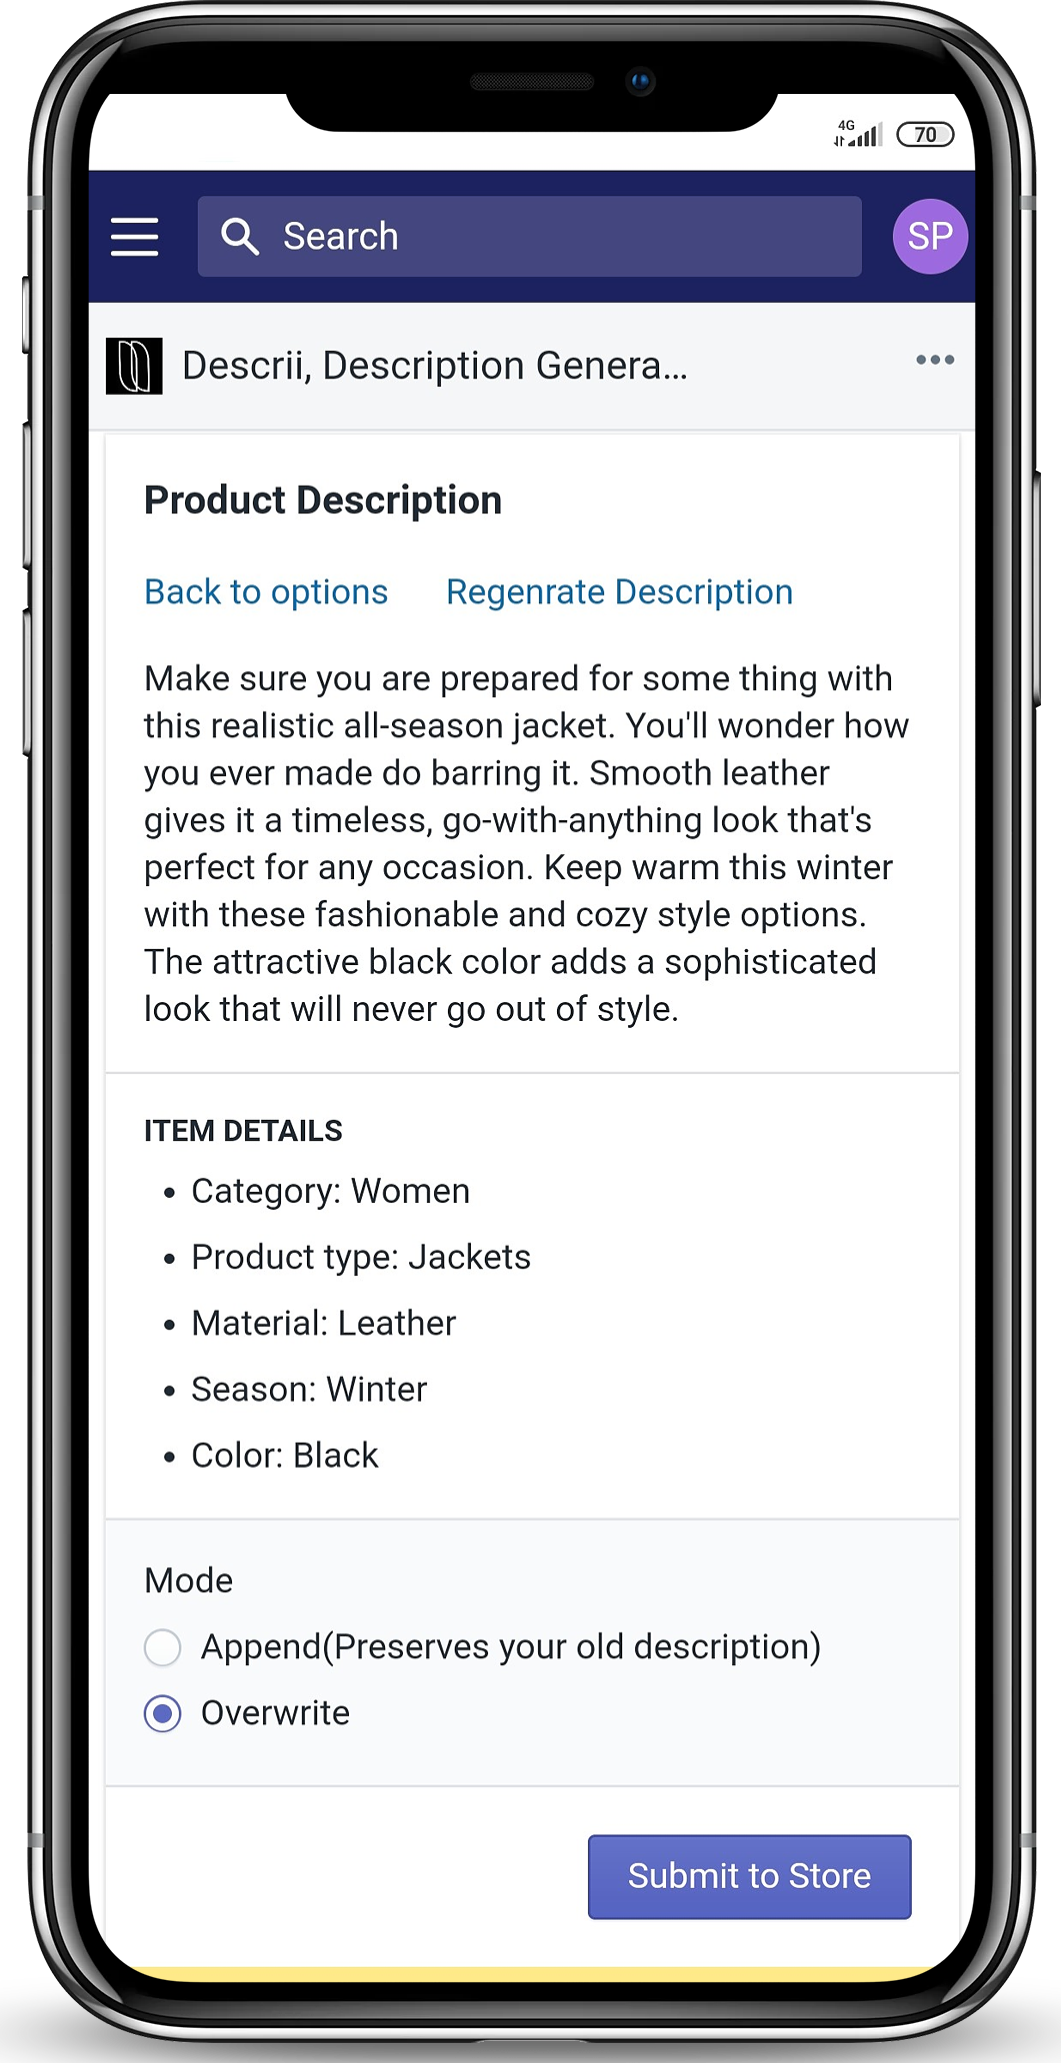 4G
70
Search
SP
Descrii, Description Genera...
Product Description
Back to options Regenrate Description
Make sure you are prepared for some thing with
this realistic all-season jacket. You'll wonder how
you ever made do barring it. Smooth leather
gives it a timeless, go-with-anything look that's
perfect for any occasion. Keep warm this winter
with these fashionable and cozy style options.
The attractive black color adds a sophisticated
look that will never go out of style.
ITEM DETAILS
• Category: Women
• Product type: Jackets
• Material: Leather
• Season: Winter
• Color: Black
Mode
Append(Preserves your old description)
Overwrite
Submit to Store